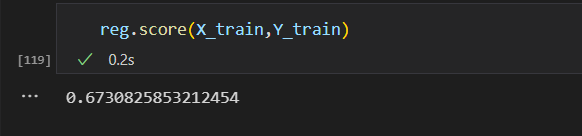 reg.score(X_train,Y_train)
[119]
0.2s
... 0.6730825853212454